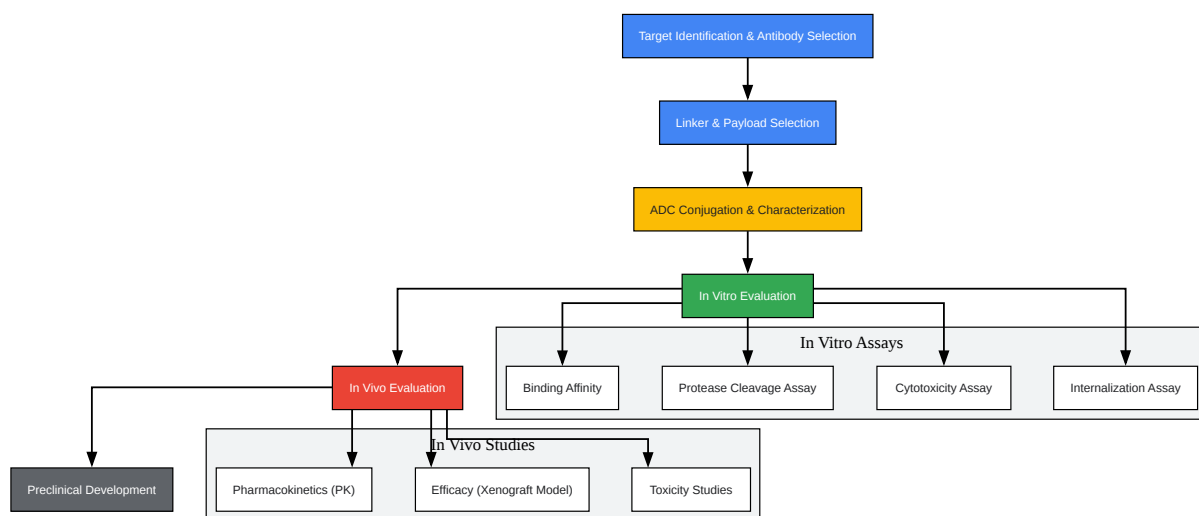 Target Identification & Antibody Selection
Linker & Payload Selection
ADC Conjugation & Characterization
In Vitro Evaluation
In Vitro Assays
Binding Affinity
Protease Cleavage Assay
Cytotoxicity Assay
Internalization Assay
In Vivo Evaluation
In Vivo Studies
Preclinical Development
Pharmacokinetics (PK)
Efficacy (Xenograft Model)
Toxicity Studies